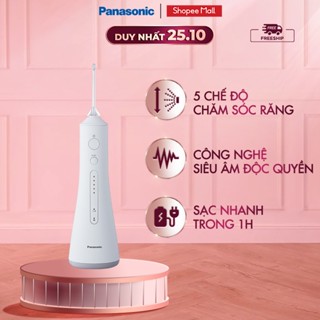 Panasonic
Shopee Mall
DUY NHẤT 25.10
FREESHIP
5 CHẾ ĐỘ
CHĂM SÓC RĂNG
CÔNG NGHỆ
SIÊU ÂM ĐỘC QUYỀN
SẠC NHANH
TRONG 1H
Panasonic